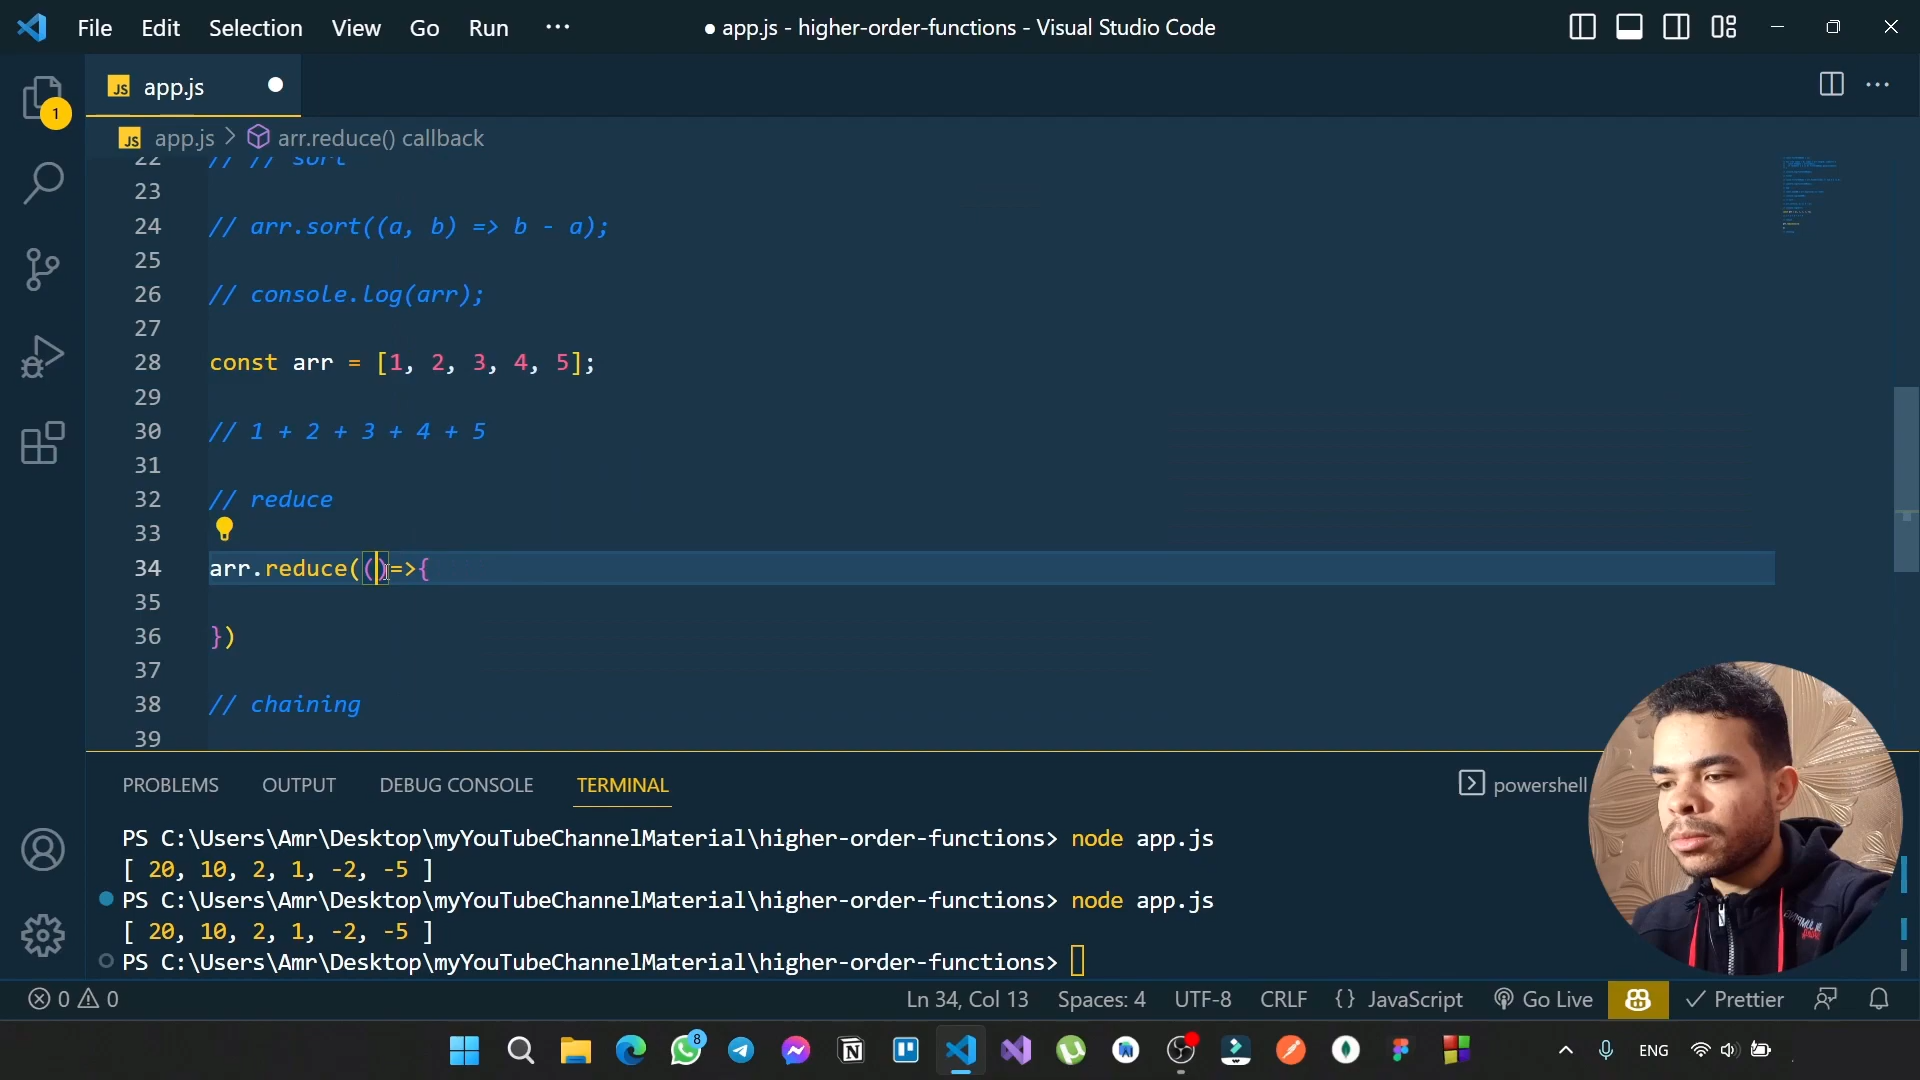 File Edit Selection View Go Run ··· ● app.js - higher-order-functions - Visual Studio Code
JS app.js
JS app.js > arr.reduce() callback
1
22 // // sort
23
24 // arr.sort((a, b) => b - a);
25
26 // console.log(arr);
27
28 const arr = [1, 2, 3, 4, 5];
29
30 // 1 + 2 + 3 + 4 + 5
31
32 // reduce
33
34 arr.reduce(()=>{
35
36 })
37
38 // chaining
39
PROBLEMS OUTPUT DEBUG CONSOLE TERMINAL powershell
PS C:\Users\Amr\Desktop\myYouTubeChannelMaterial\higher-order-functions> node app.js
[ 20, 10, 2, 1, -2, -5 ]
PS C:\Users\Amr\Desktop\myYouTubeChannelMaterial\higher-order-functions> node app.js
[ 20, 10, 2, 1, -2, -5 ]
PS C:\Users\Amr\Desktop\myYouTubeChannelMaterial\higher-order-functions>
0 0 Ln 34, Col 13 Spaces: 4 UTF-8 CRLF {} JavaScript Go Live Prettier
8 ENG